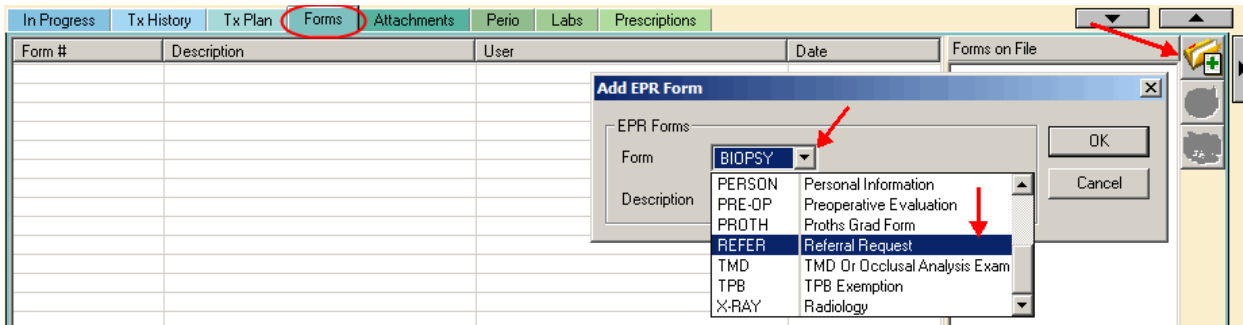 In Progress Tx History Tx Plan Forms Attachments Perio Labs Prescriptions
Form # Description User Date Forms on File
Add EPR Form
EPR Forms
Form BIOPSY OK
Description Cancel
PERSON Personal Information
PRE-OP Preoperative Evaluation
PROTH Proths Grad Form
REFER Referral Request
TMD TMD Or Occlusal Analysis Exam
TPB TPB Exemption
X-RAY Radiology